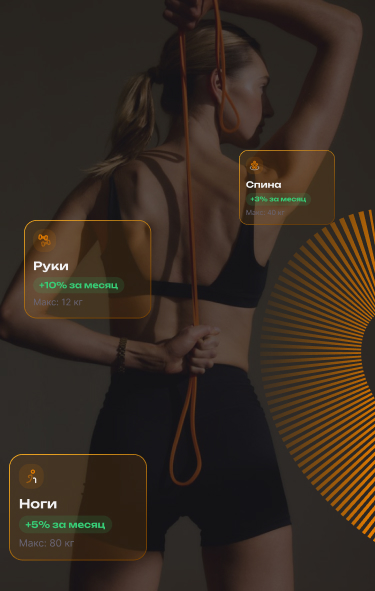 Спина
+3% за месяц
Макс: 40 кг
Руки
+10% за месяц
Макс: 12 кг
Ноги
+5% за месяц
Макс: 80 кг